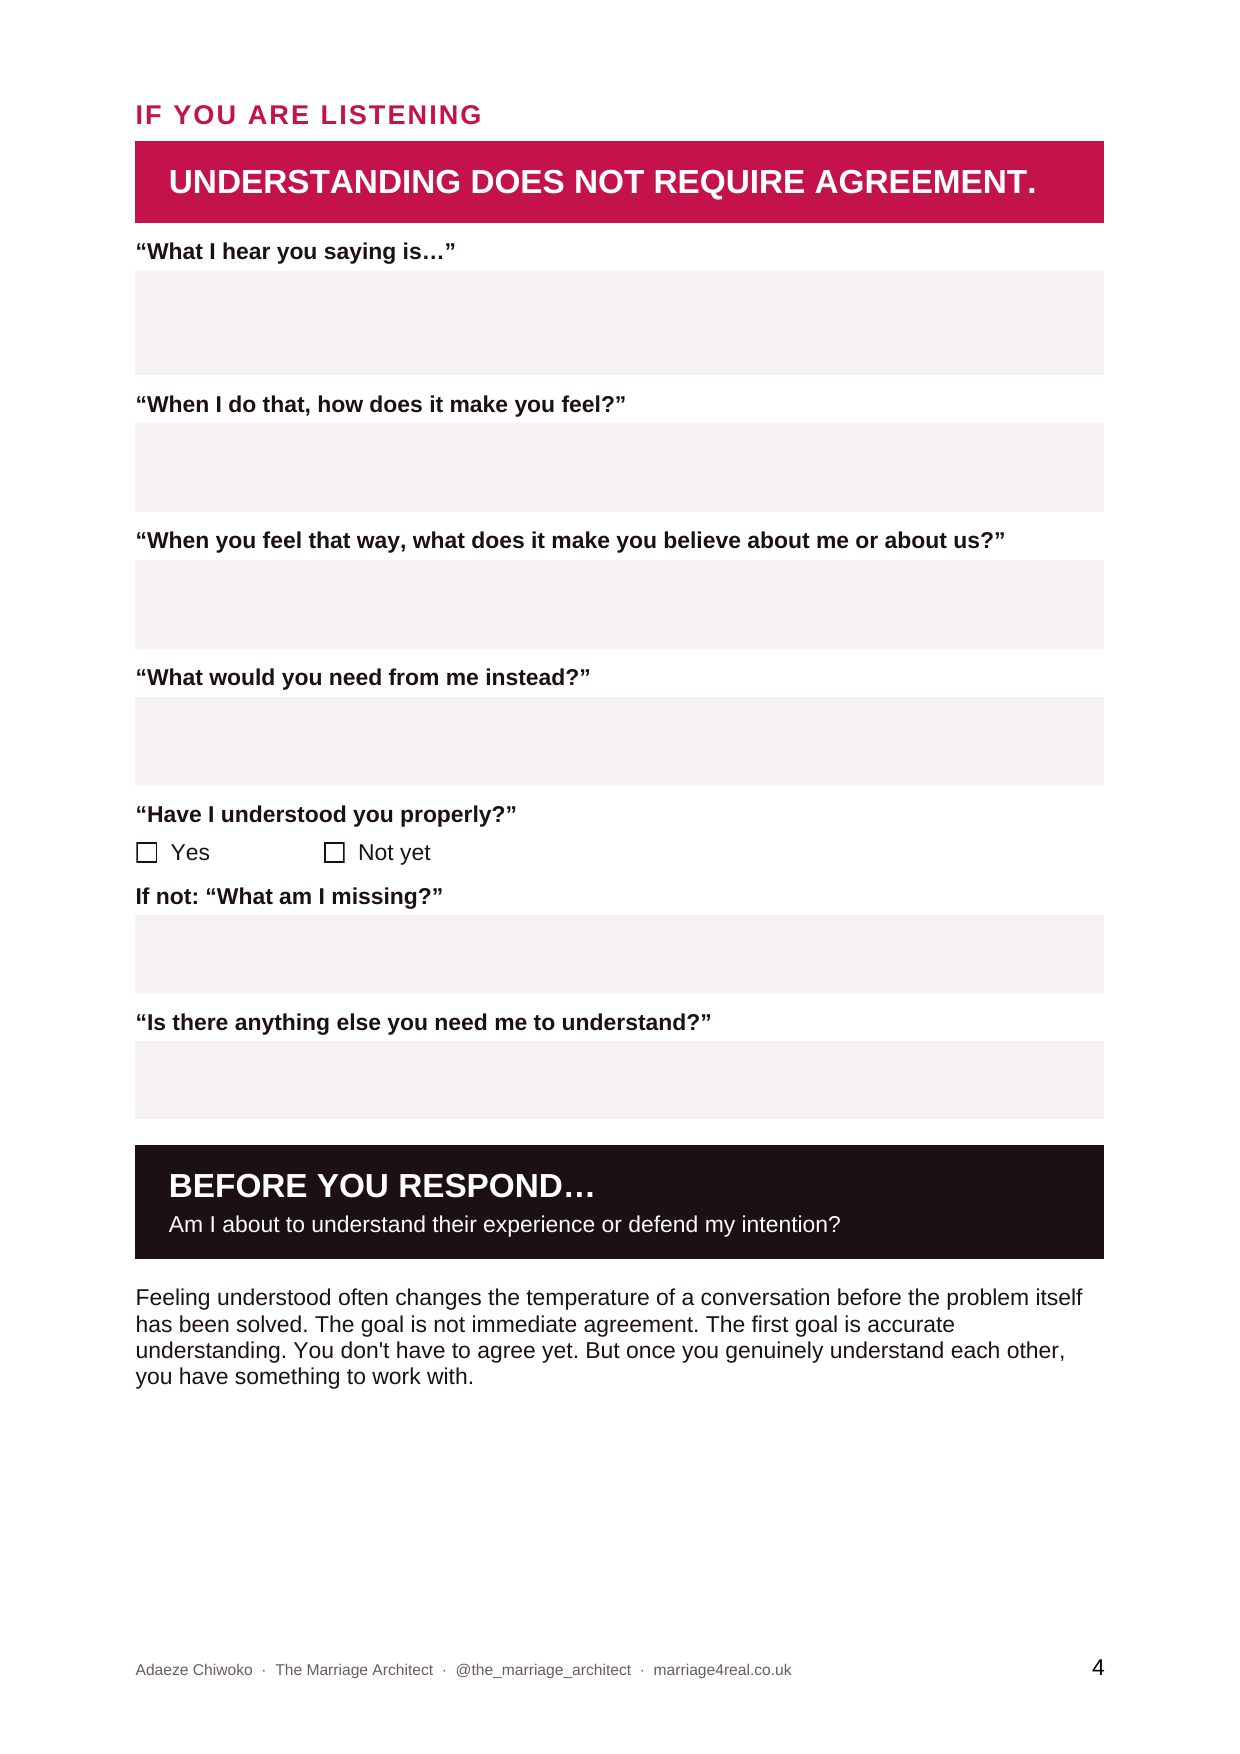 IF YOU ARE LISTENING
UNDERSTANDING DOES NOT REQUIRE AGREEMENT.
“What I hear you saying is…”
“When I do that, how does it make you feel?”
“When you feel that way, what does it make you believe about me or about us?”
“What would you need from me instead?”
“Have I understood you properly?”
☐ Yes ☐ Not yet
If not: “What am I missing?”
“Is there anything else you need me to understand?”
BEFORE YOU RESPOND…
Am I about to understand their experience or defend my intention?
Feeling understood often changes the temperature of a conversation before the problem itself
has been solved. The goal is not immediate agreement. The first goal is accurate
understanding. You don't have to agree yet. But once you genuinely understand each other,
you have something to work with.
Adaeze Chiwoko · The Marriage Architect · @the_marriage_architect · marriage4real.co.uk 4